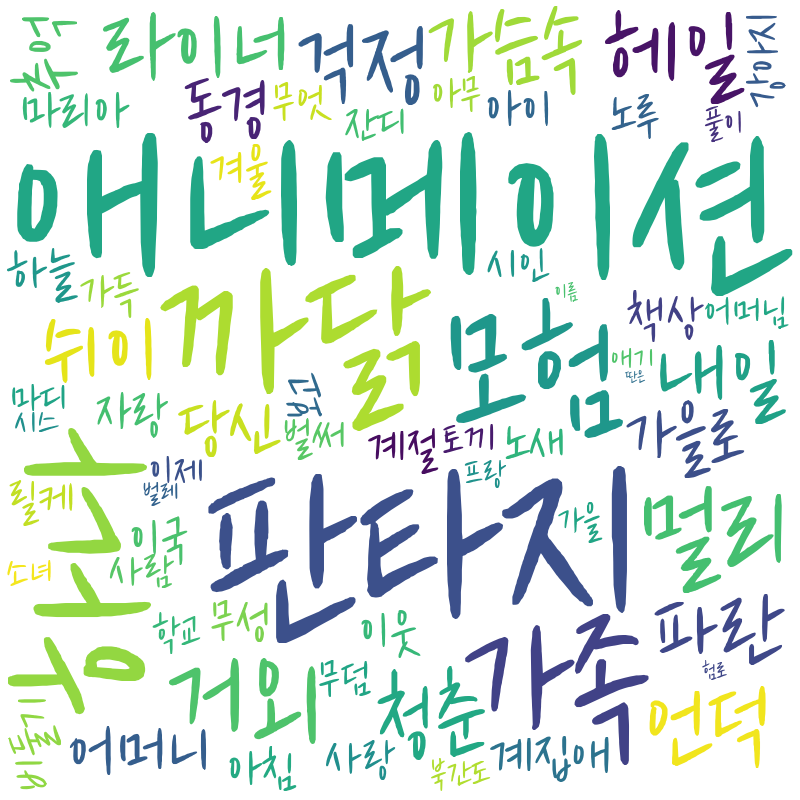 추억
라이너
걱정
가슴속
헤일
강아지
마리아
동경
무엇
잔디
아무
아이
노루
풀이
겨울
애니메이션
하늘
가득
시인
이름
쉬이
까닭
모험
책상
어머님
애기
딴은
내일
마디
시스
자랑
당신
벌써
계절
토끼
노새
가을로
하나
이제
벌레
프랑
릴케
이국
사람
판타지
가을
멀리
소녀
학교
무성
이웃
파란
험로
거외
무덤
청춘
가족
언덕
비둘기
어머니
아침
사랑
북간도
계집애